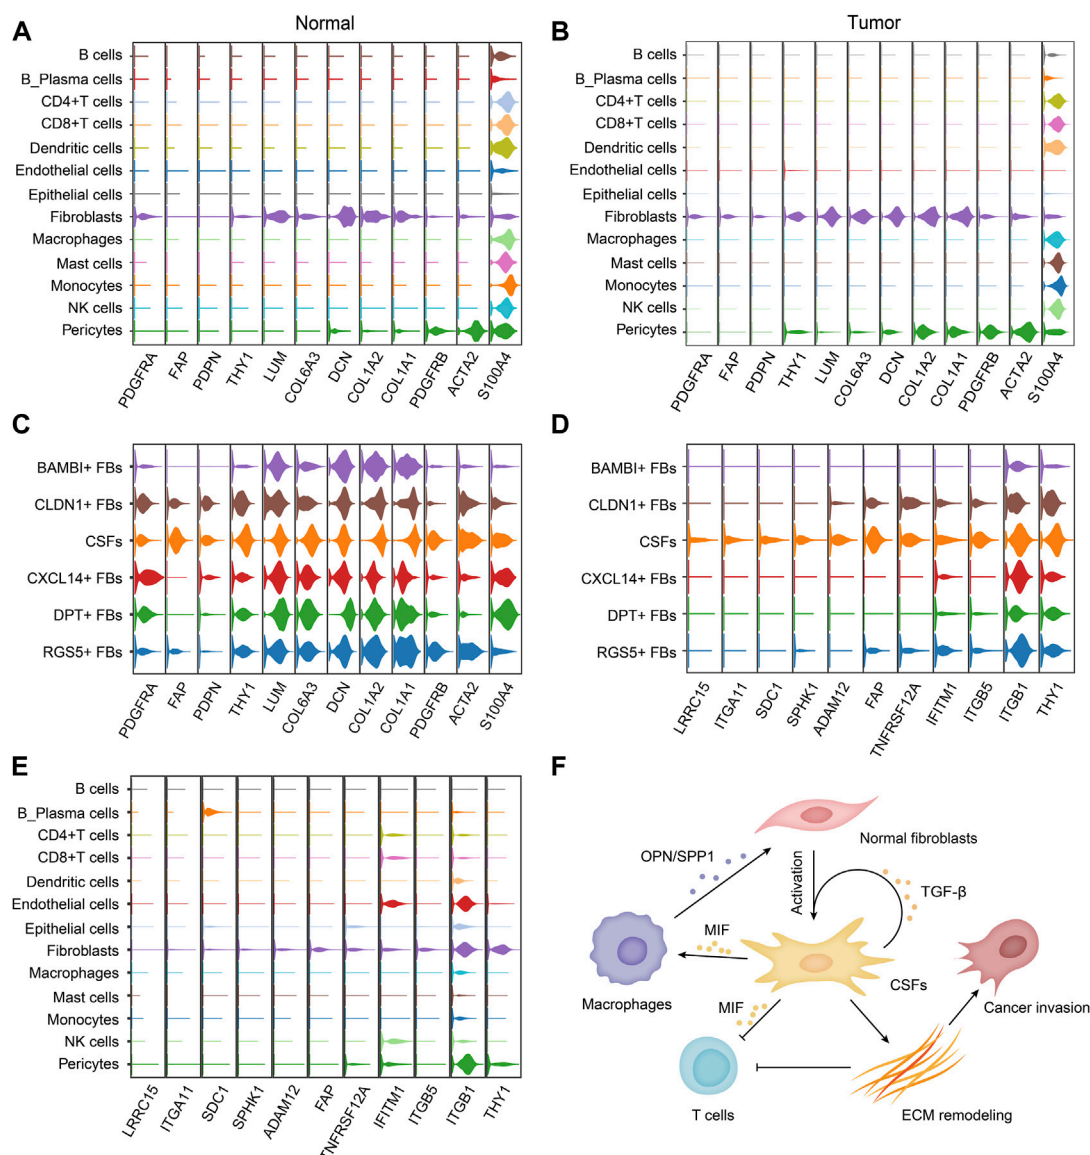 A
Normal
B cells
B_Plasma cells
CD4+T cells
CD8+T cells
Dendritic cells
Endothelial cells
Epithelial cells
Fibroblasts
Macrophages
Mast cells
Monocytes
NK cells
Pericytes
PDGFRA
FAP
PDPN
THY1
LUM
COL6A3
DCN
COL1A2
COL1A1
PDGFRB
ACTA2
S100A4
B
Tumor
B cells
B_Plasma cells
CD4+T cells
CD8+T cells
Dendritic cells
Endothelial cells
Epithelial cells
Fibroblasts
Macrophages
Mast cells
Monocytes
NK cells
Pericytes
PDGFRA
FAP
PDPN
THY1
LUM
COL6A3
DCN
COL1A2
COL1A1
PDGFRB
ACTA2
S100A4
C
BAMBI+ FBs
CLDN1+ FBs
CSFs
CXCL14+ FBs
DPT+ FBs
RGS5+ FBs
PDGFRA
FAP
PDPN
THY1
LUM
COL6A3
DCN
COL1A2
COL1A1
PDGFRB
ACTA2
S100A4
D
BAMBI+ FBs
CLDN1+ FBs
CSFs
CXCL14+ FBs
DPT+ FBs
RGS5+ FBs
LRRC15
ITGA11
SDC1
SPHK1
ADAM12
FAP
TNFRSF12A
IFITM1
ITGB5
ITGB1
THY1
E
B cells
B_Plasma cells
CD4+T cells
CD8+T cells
Dendritic cells
Endothelial cells
Epithelial cells
Fibroblasts
Macrophages
Mast cells
Monocytes
NK cells
Pericytes
LRRC15
ITGA11
SDC1
SPHK1
ADAM12
FAP
TNFRSF12A
IFITM1
ITGB5
ITGB1
THY1
F
Normal fibroblasts
OPN/SPP1
Activation
TGF-β
MIF
Macrophages
CSFs
Cancer invasion
MIF
T cells
ECM remodeling